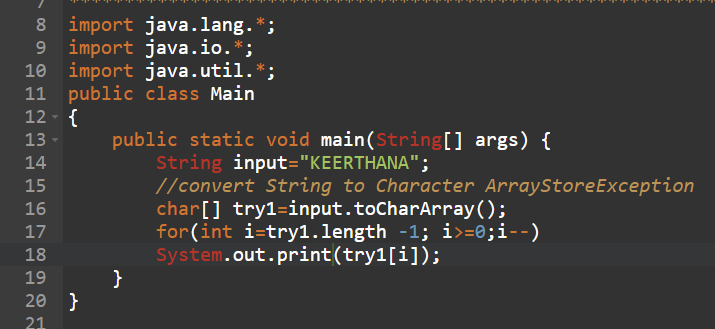 7 **********************************************************
8 import java.lang.*;
9 import java.io.*;
10 import java.util.*;
11 public class Main
12 {
13 public static void main(String[] args) {
14 String input="KEERTHANA";
15 //convert String to Character ArrayStoreException
16 char[] try1=input.toCharArray();
17 for(int i=try1.length -1; i>=0;i--)
18 System.out.print(try1[i]);
19 }
20 }
21